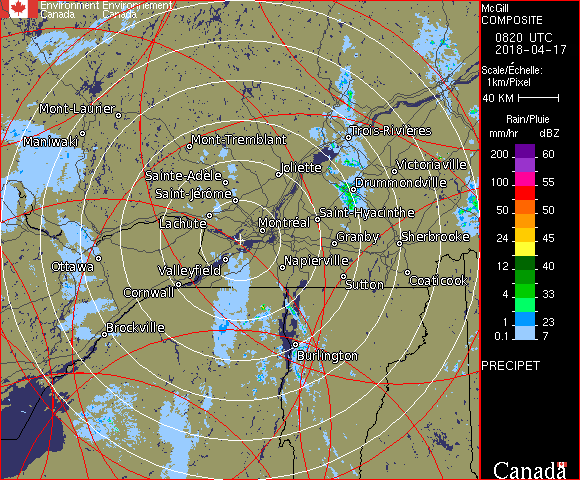 Environment Environnement
Canada Canada
McGill
COMPOSITE
0820 UTC
2018-04-17
Scale/Échelle:
1km/Pixel
40 KM
Rain/Pluie
mm/hr dBZ
200 60
100 55
50 50
24 45
12 40
4 33
1 23
0.1 7
PRECIPET
Canada
Mont-Laurier
Maniwaki
Mont-Tremblant
Trois-Rivières
Joliette
Victoriaville
Sainte-Adèle
Drummondville
Saint-Jérôme
Lachute
Montréal
Saint-Hyacinthe
Granby
Sherbrooke
Ottawa
Valleyfield
Napierville
Cornwall
Sutton
Coaticook
Brockville
Burlington